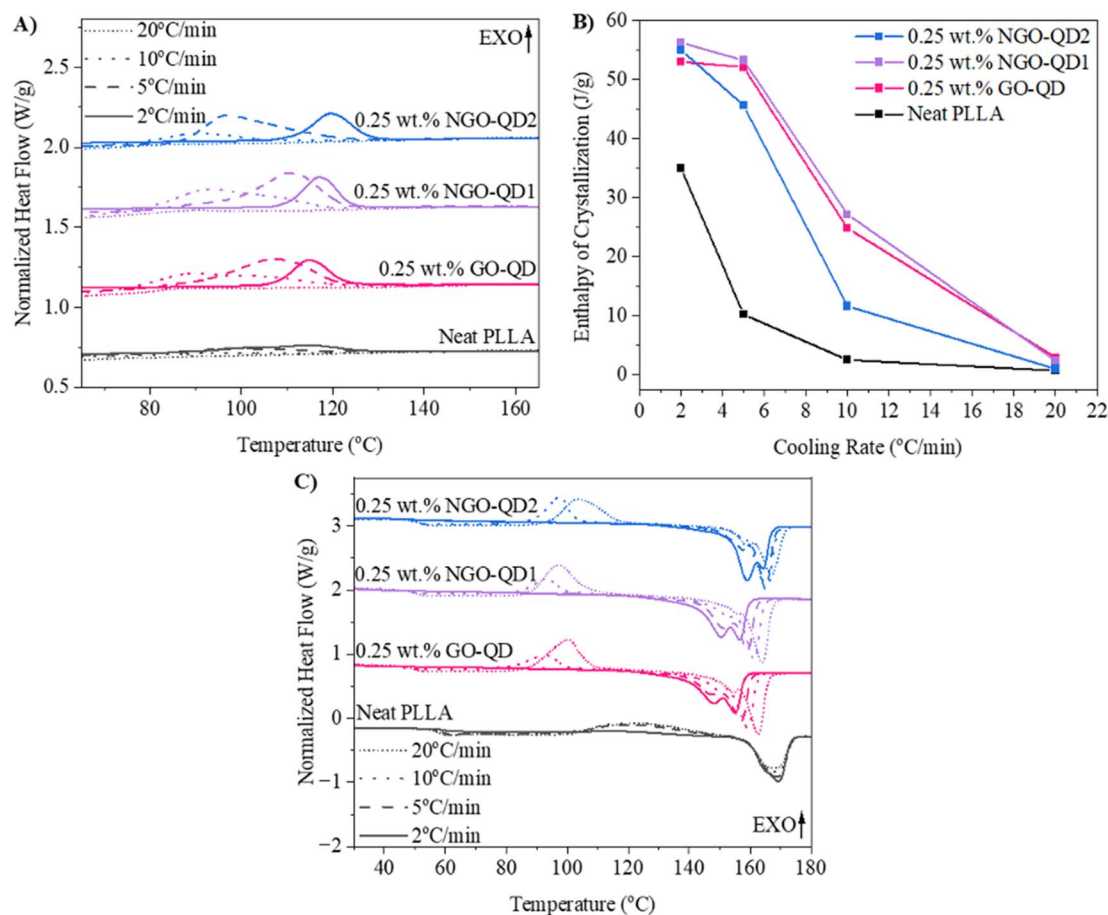 A)
20°C/min
10°C/min
5°C/min
2°C/min
EXO
0.25 wt.% NGO-QD2
0.25 wt.% NGO-QD1
0.25 wt.% GO-QD
Neat PLLA
Normalized Heat Flow (W/g)
2.5
2.0
1.5
1.0
0.5
80 100 120 140 160
Temperature (°C)
B)
0.25 wt.% NGO-QD2
0.25 wt.% NGO-QD1
0.25 wt.% GO-QD
Neat PLLA
Enthalpy of Crystallization (J/g)
60
50
40
30
20
10
0
0 2 4 6 8 10 12 14 16 18 20 22
Cooling Rate (°C/min)
C)
0.25 wt.% NGO-QD2
0.25 wt.% NGO-QD1
0.25 wt.% GO-QD
Neat PLLA
20°C/min
10°C/min
5°C/min
2°C/min
EXO
Normalized Heat Flow (W/g)
3
2
1
0
−1
−2
40 60 80 100 120 140 160 180
Temperature (°C)